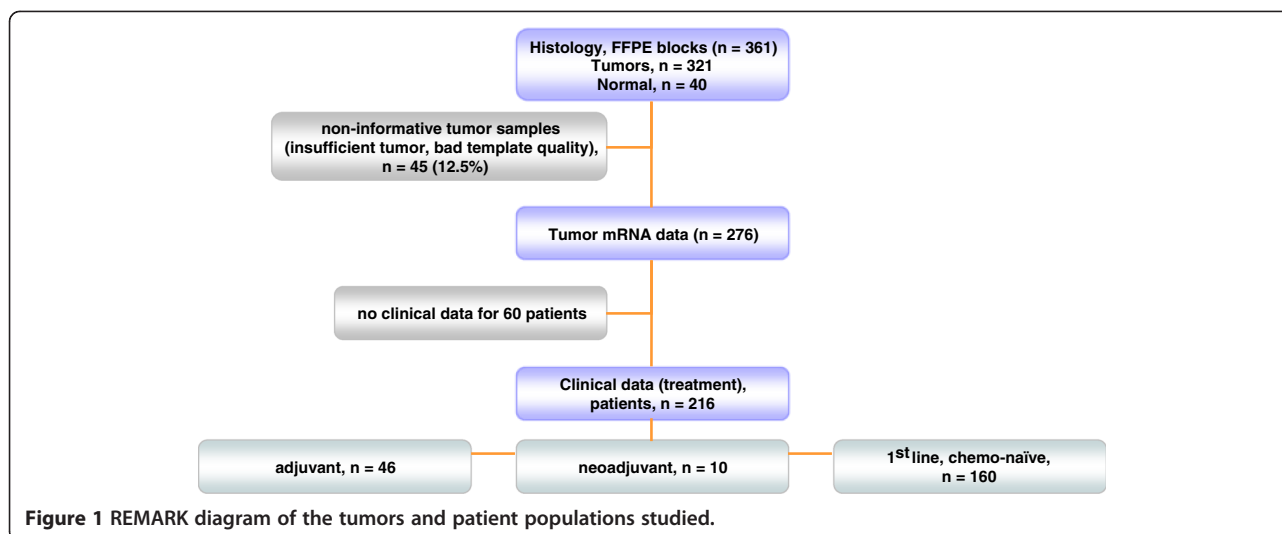 Histology, FFPE blocks (n = 361)
Tumors, n = 321
Normal, n = 40
non-informative tumor samples
(insufficient tumor, bad template quality),
n = 45 (12.5%)
Tumor mRNA data (n = 276)
no clinical data for 60 patients
Clinical data (treatment),
patients, n = 216
adjuvant, n = 46
neoadjuvant, n = 10
1st line, chemo-naïve,
n = 160
Figure 1 REMARK diagram of the tumors and patient populations studied.